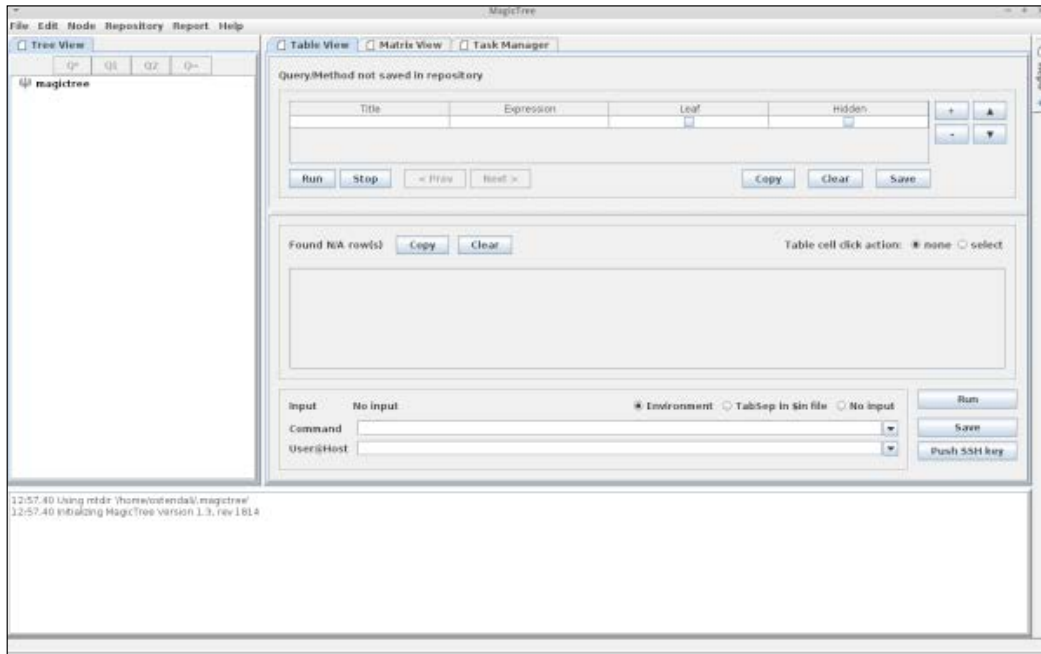 MagicTree
File Edit Node Repository Report Help
Tree View
Table View Matrix View Task Manager
Q* Q1 Q2
magictree
Query/Method not saved in repository
Title Expression Leaf Hidden
+
-
Run Stop < Prev Next > Copy Clear Save
Found N/A row(s) Copy Clear Table cell click action: none select
Input No input Environment TabSep in $in file No input Run
Command Save
User@Host Push SSH key
12:57.40 Using mtdir '/home/ostendali/.magictree'
12:57.40 Initializing MagicTree Version 1.3, rev 1814